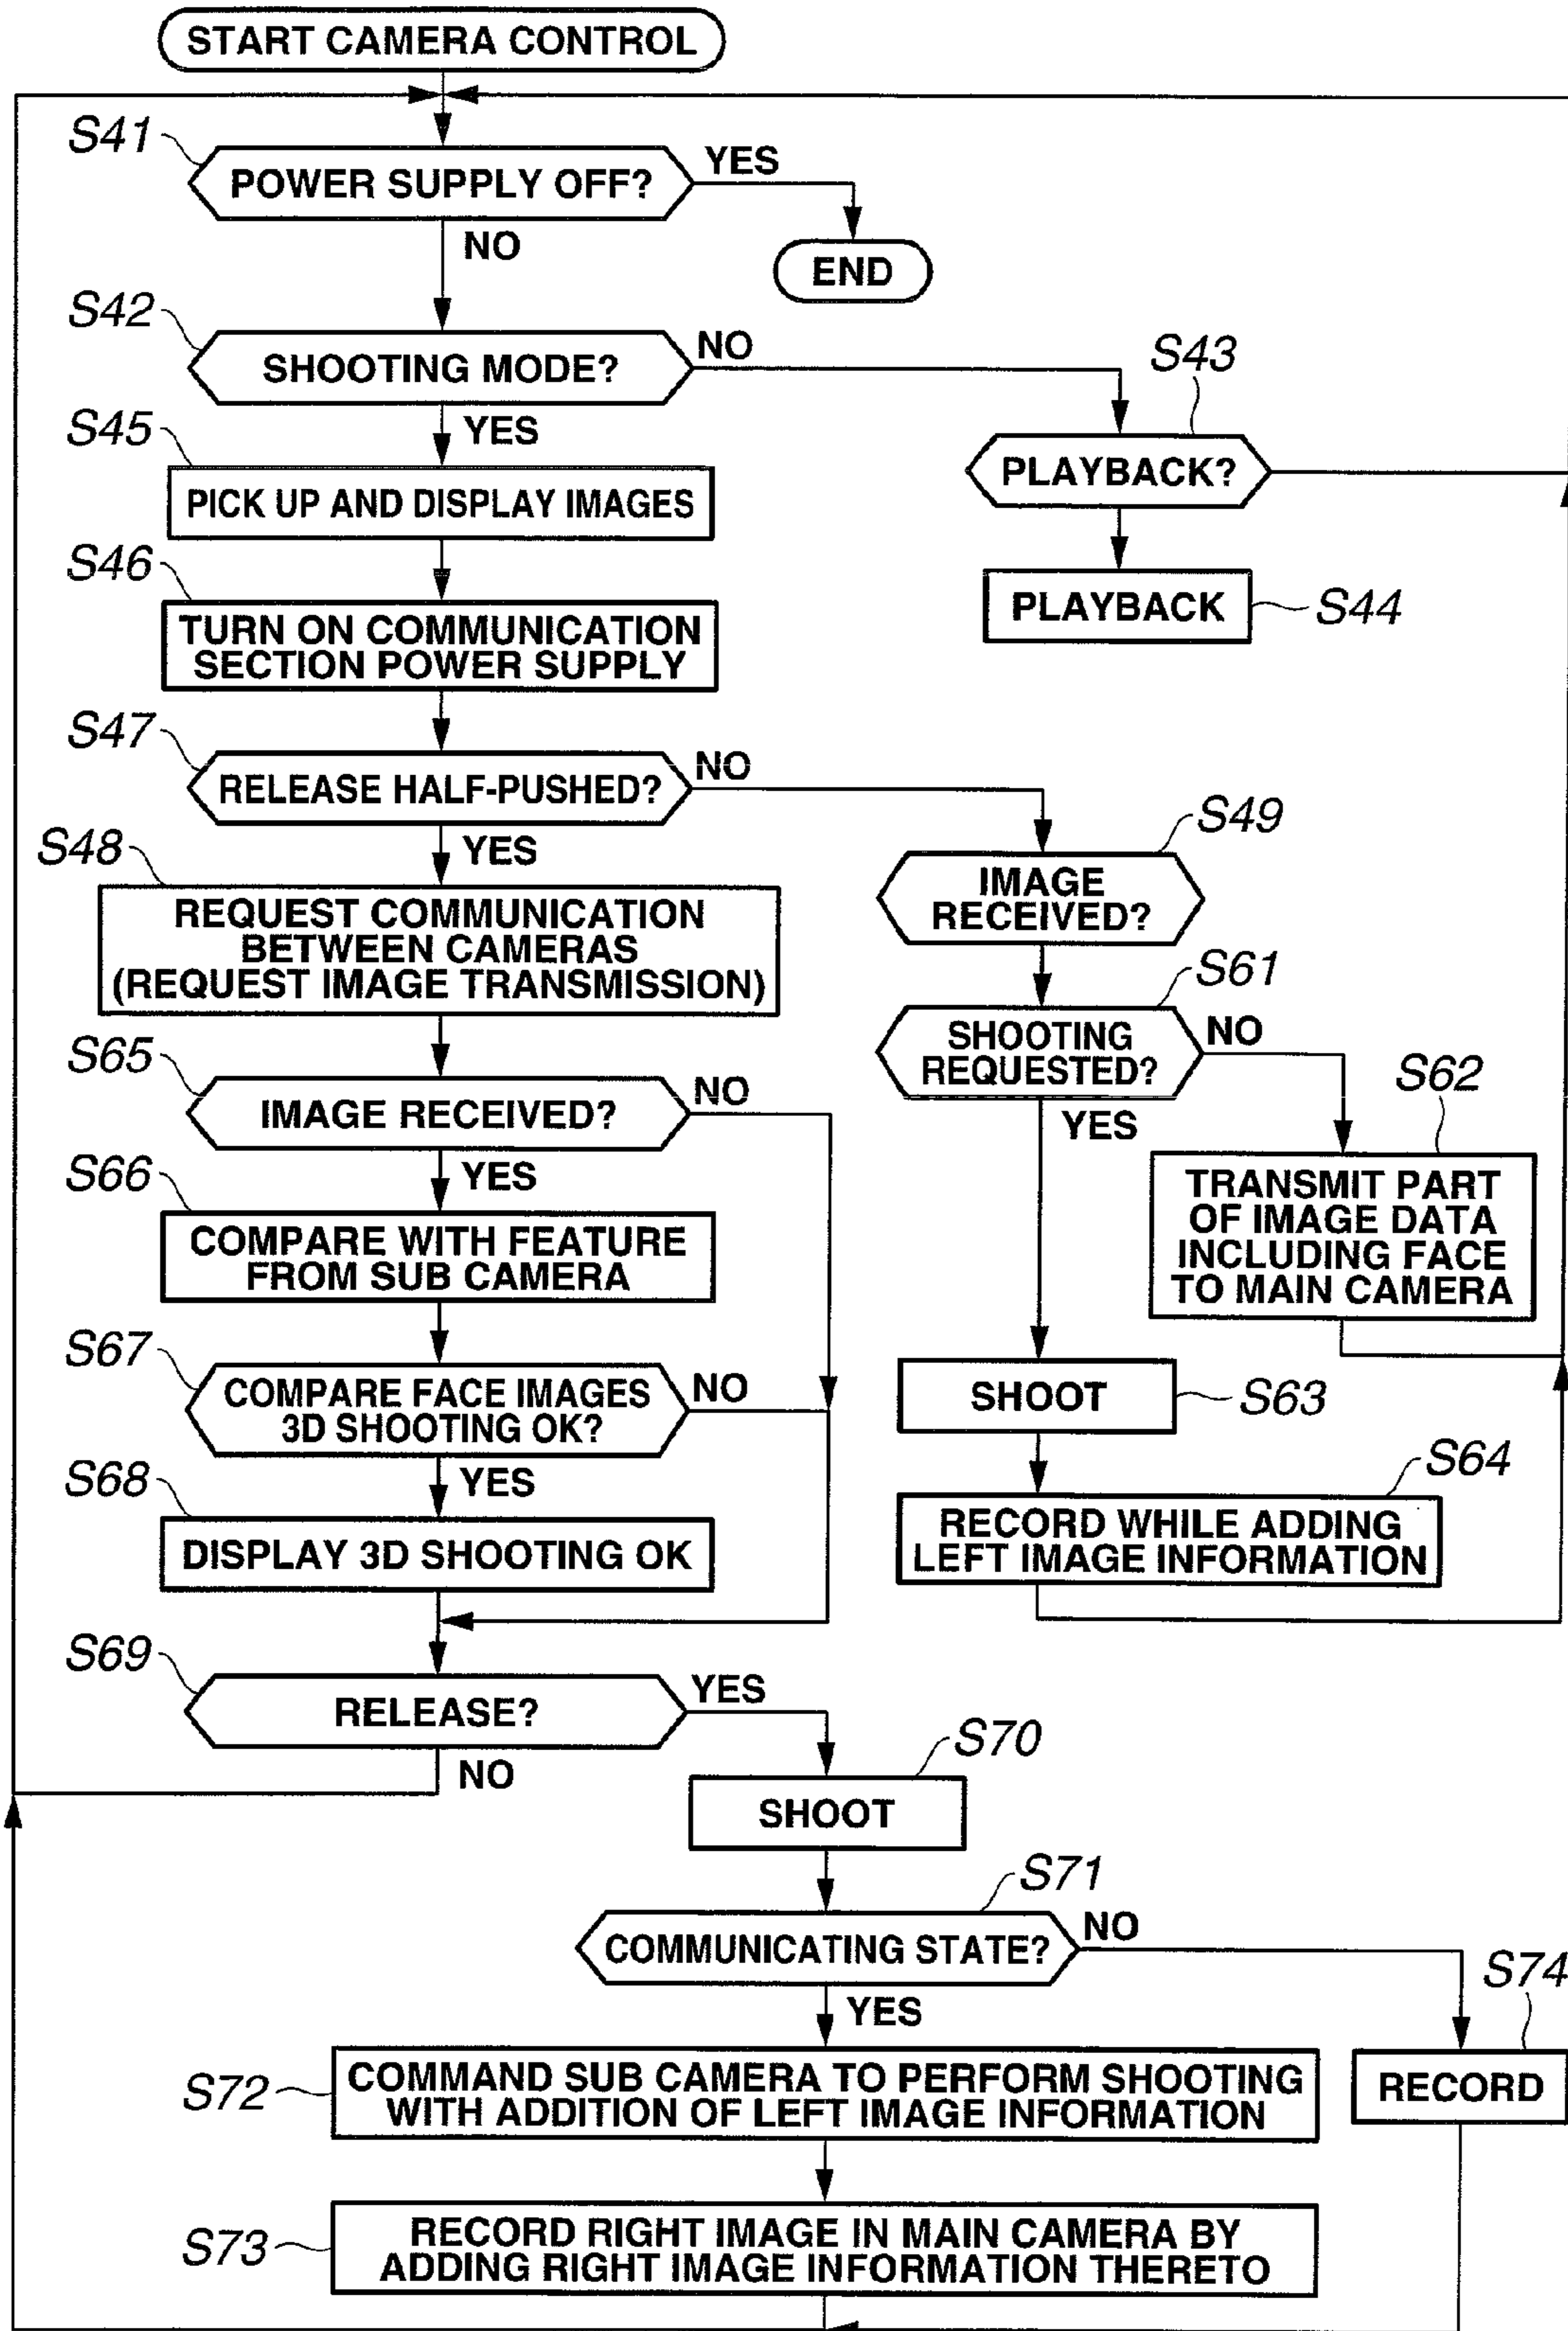 START CAMERA CONTROL
S41
POWER SUPPLY OFF?
YES
NO
END
S42
SHOOTING MODE?
NO
YES
S43
PLAYBACK?
S45
PICK UP AND DISPLAY IMAGES
PLAYBACK
S44
S46
TURN ON COMMUNICATION
SECTION POWER SUPPLY
S47
RELEASE HALF-PUSHED?
NO
YES
S49
IMAGE
RECEIVED?
S48
REQUEST COMMUNICATION
BETWEEN CAMERAS
(REQUEST IMAGE TRANSMISSION)
S61
SHOOTING
REQUESTED?
NO
YES
S62
TRANSMIT PART
OF IMAGE DATA
INCLUDING FACE
TO MAIN CAMERA
S65
IMAGE RECEIVED?
NO
YES
S66
COMPARE WITH FEATURE
FROM SUB CAMERA
S67
COMPARE FACE IMAGES
3D SHOOTING OK?
NO
YES
SHOOT
S63
S64
RECORD WHILE ADDING
LEFT IMAGE INFORMATION
S68
DISPLAY 3D SHOOTING OK
S69
RELEASE?
YES
NO
S70
SHOOT
S71
COMMUNICATING STATE?
NO
YES
S74
RECORD
S72
COMMAND SUB CAMERA TO PERFORM SHOOTING
WITH ADDITION OF LEFT IMAGE INFORMATION
S73
RECORD RIGHT IMAGE IN MAIN CAMERA BY
ADDING RIGHT IMAGE INFORMATION THERETO